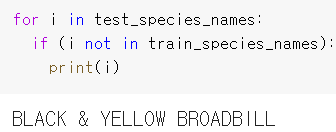 for i in test_species_names:
  if (i not in train_species_names):
    print(i)
BLACK & YELLOW BROADBILL